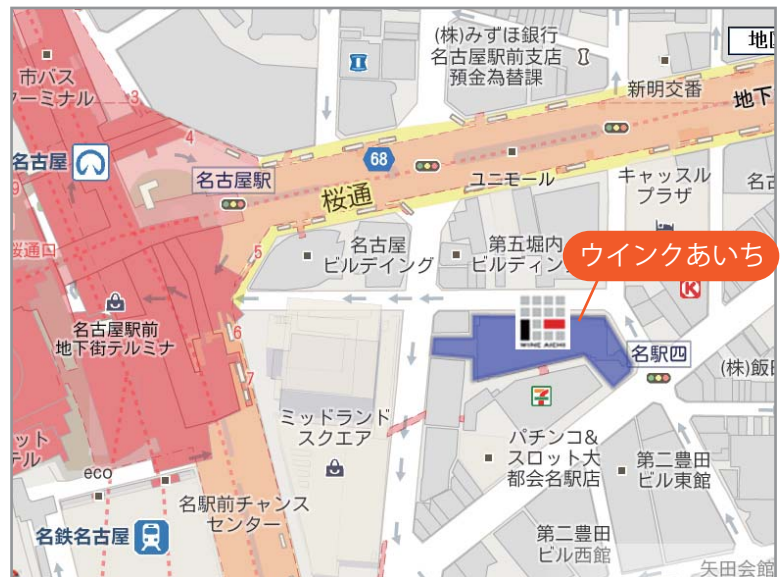 (株)みずほ銀行
名古屋駅前支店
預金為替課
市バス
ターミナル
3
4
新明交番
地下
名古屋
68
名古屋駅
桜通
ユニモール
キャッスル
プラザ
桜通口
5
名古屋
ビルディング
第五堀内
ビルディン
ウインクあいち
K
名古屋駅前
地下街テルミナ
WINC AICHI
名駅四
6
7
7
(株)飯田
ミッドランド
スクエア
パチンコ&
スロット大
都会名駅店
第二豊田
ビル東館
eco
名駅前チャンス
センター
名鉄名古屋
第二豊田
ビル西館
矢田会館